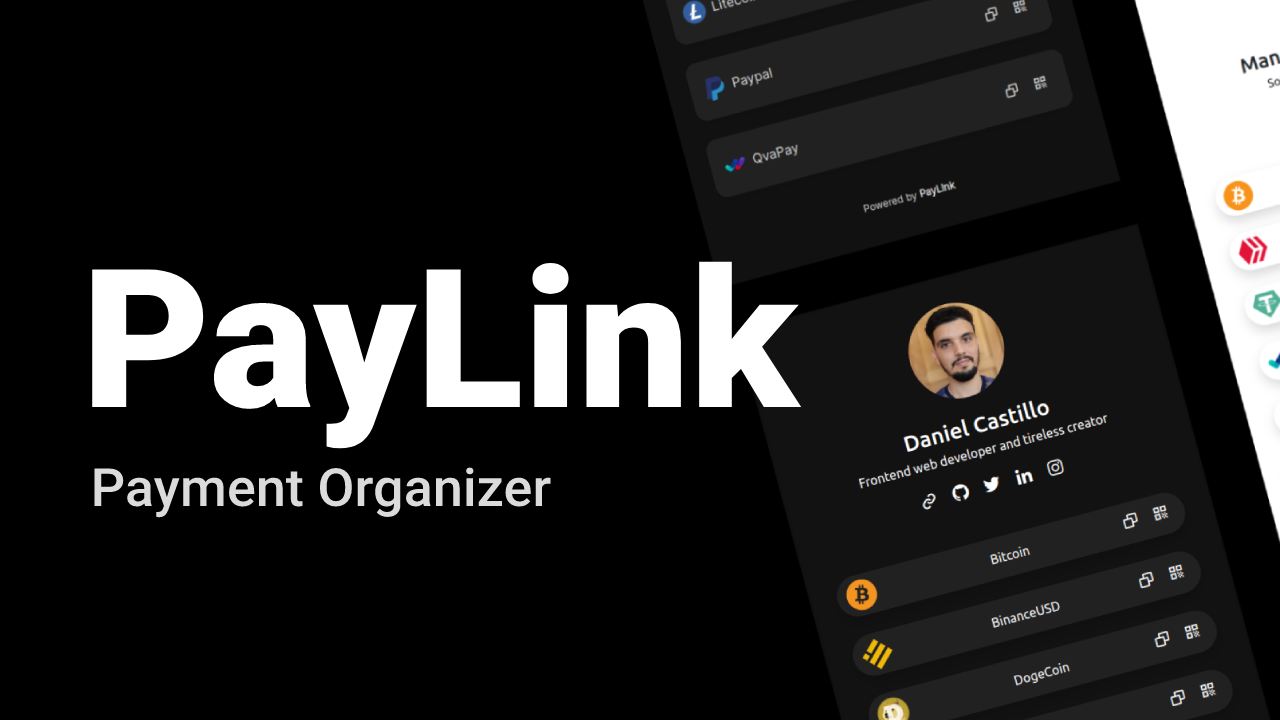 PayLink
Payment Organizer
Paypal
QvaPay
Powered by PayLink
Daniel Castillo
Frontend web developer and tireless creator
Bitcoin
BinanceUSD
DogeCoin